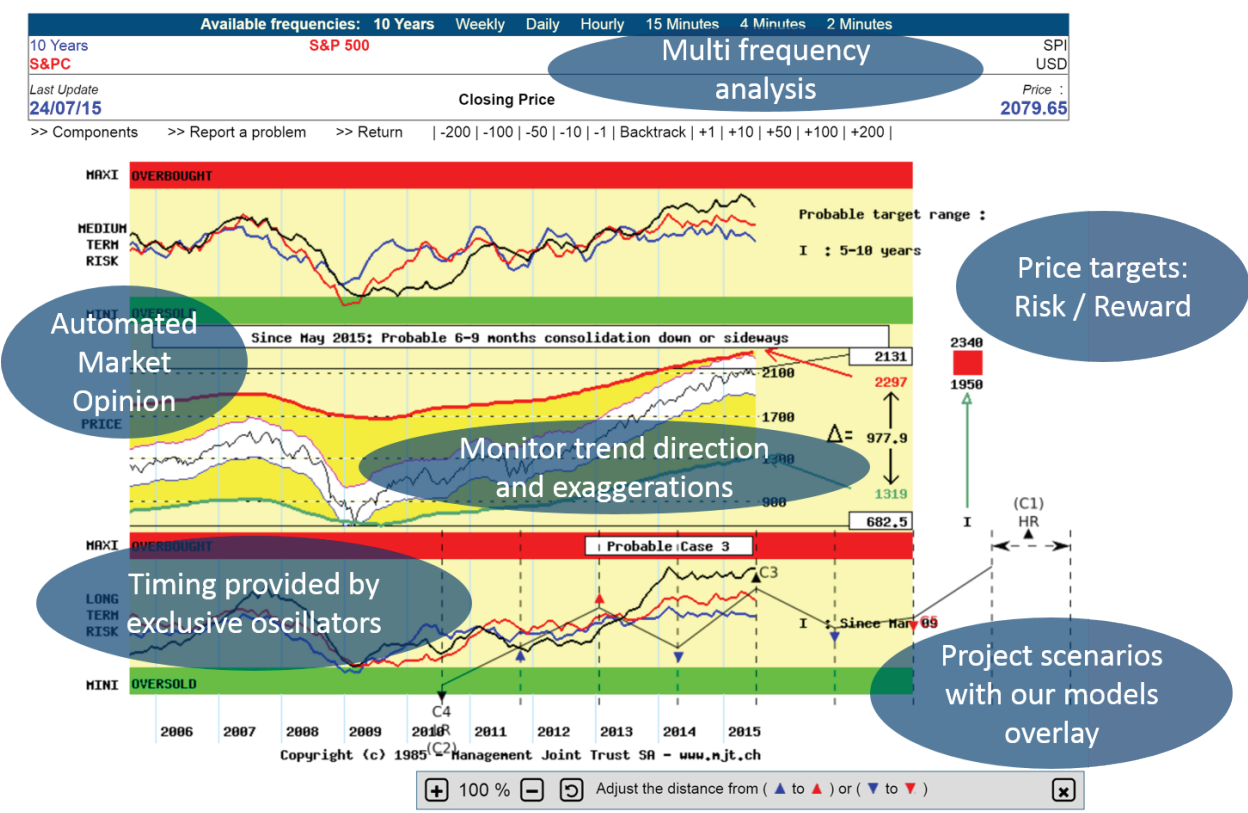 Available frequencies: 10 Years Weekly Daily Hourly 15 Minutes 4 Minutes 2 Minutes
10 Years S&P 500 SPI
S&PC USD
Multi frequency
analysis
Last Update Price :
24/07/15 Closing Price 2079.65
>> Components >> Report a problem >> Return |-200 | -100 | -50 | -10 | -1 | Backtrack | +1 | +10 | +50 | +100 | +200 |
MAXI OVERBOUGHT
MEDIUM
TERM
RISK
Probable target range :
I : 5-10 years
Price targets:
Risk / Reward
MINI OVERSOLD
Automated
Market
Opinion
Since May 2015: Probable 6-9 months consolidation down or sideways
2340
1950
2131
2100
2297
1700
PRICE
Δ= 977.9
Monitor trend direction
and exaggerations
1300
1319
900
682.5
I
(C1)
HR
MAXI OVERBOUGHT
Probable Case 3
C3
Timing provided by
exclusive oscillators
LONG
TERM
RISK
I : Since Mar 09
Project scenarios
with our models
overlay
MINI OVERSOLD
C4
HR
(C2)
2006 2007 2008 2009 2010 2011 2012 2013 2014 2015
Copyright (c) 1985 - Management Joint Trust SA - www.mjt.ch
+ 100 % - Adjust the distance from ( ▲ to ▲ ) or ( ▼ to ▼ ) x